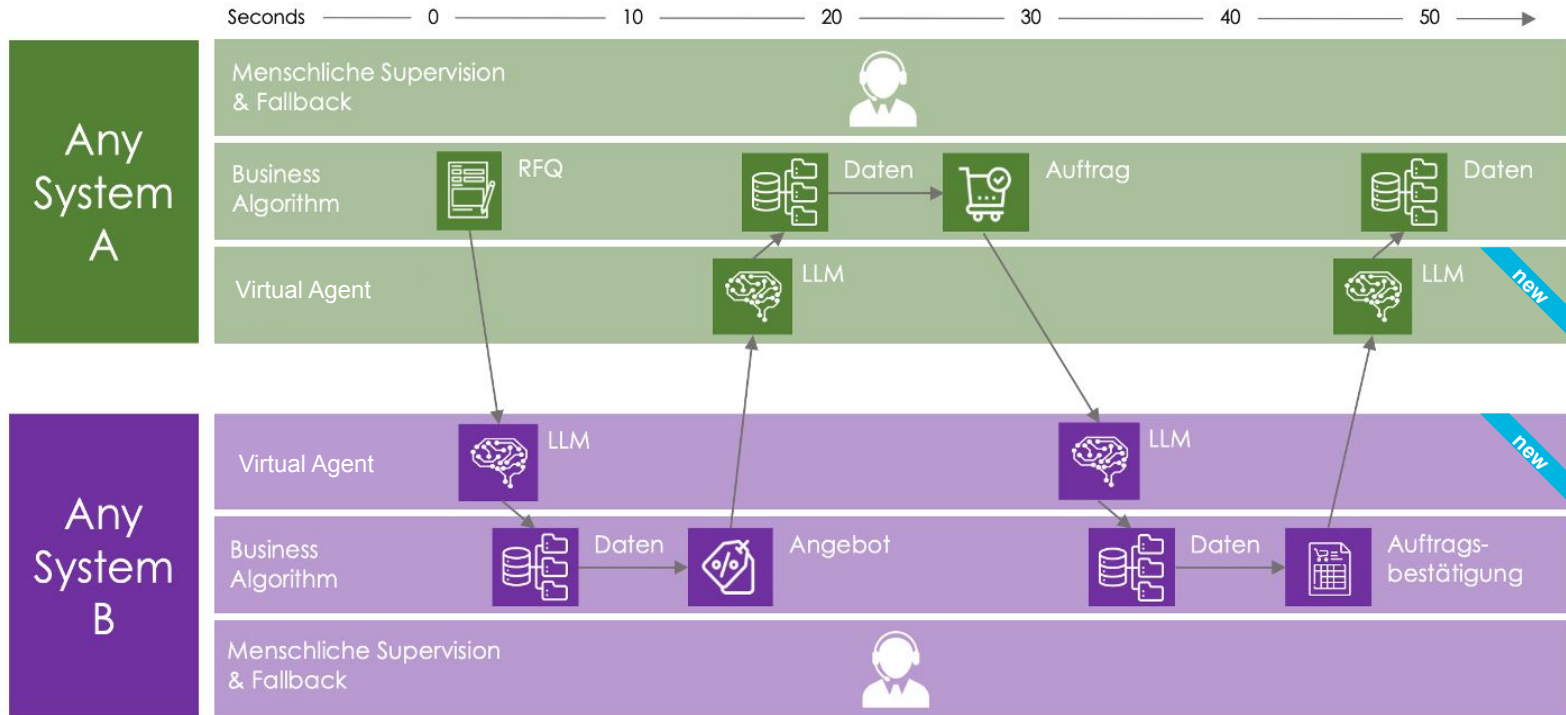 Seconds 0 10 20 30 40 50
Any
System
A
Menschliche Supervision
& Fallback
Business
Algorithm
RFQ
Daten
Auftrag
Daten
Virtual Agent
LLM
LLM
new
Any
System
B
Virtual Agent
LLM
LLM
new
Business
Algorithm
Daten
Angebot
Daten
Auftrags-
bestätigung
Menschliche Supervision
& Fallback